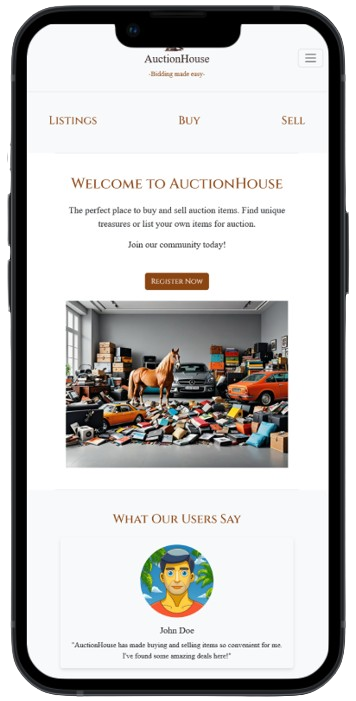 AuctionHouse
-Bidding made easy-
Listings Buy Sell
Welcome to AuctionHouse
The perfect place to buy and sell auction items. Find unique
treasures or list your own items for auction.
Join our community today!
Register Now
What Our Users Say
John Doe
"AuctionHouse has made buying and selling items so convenient for me.
I've found some amazing deals here!"